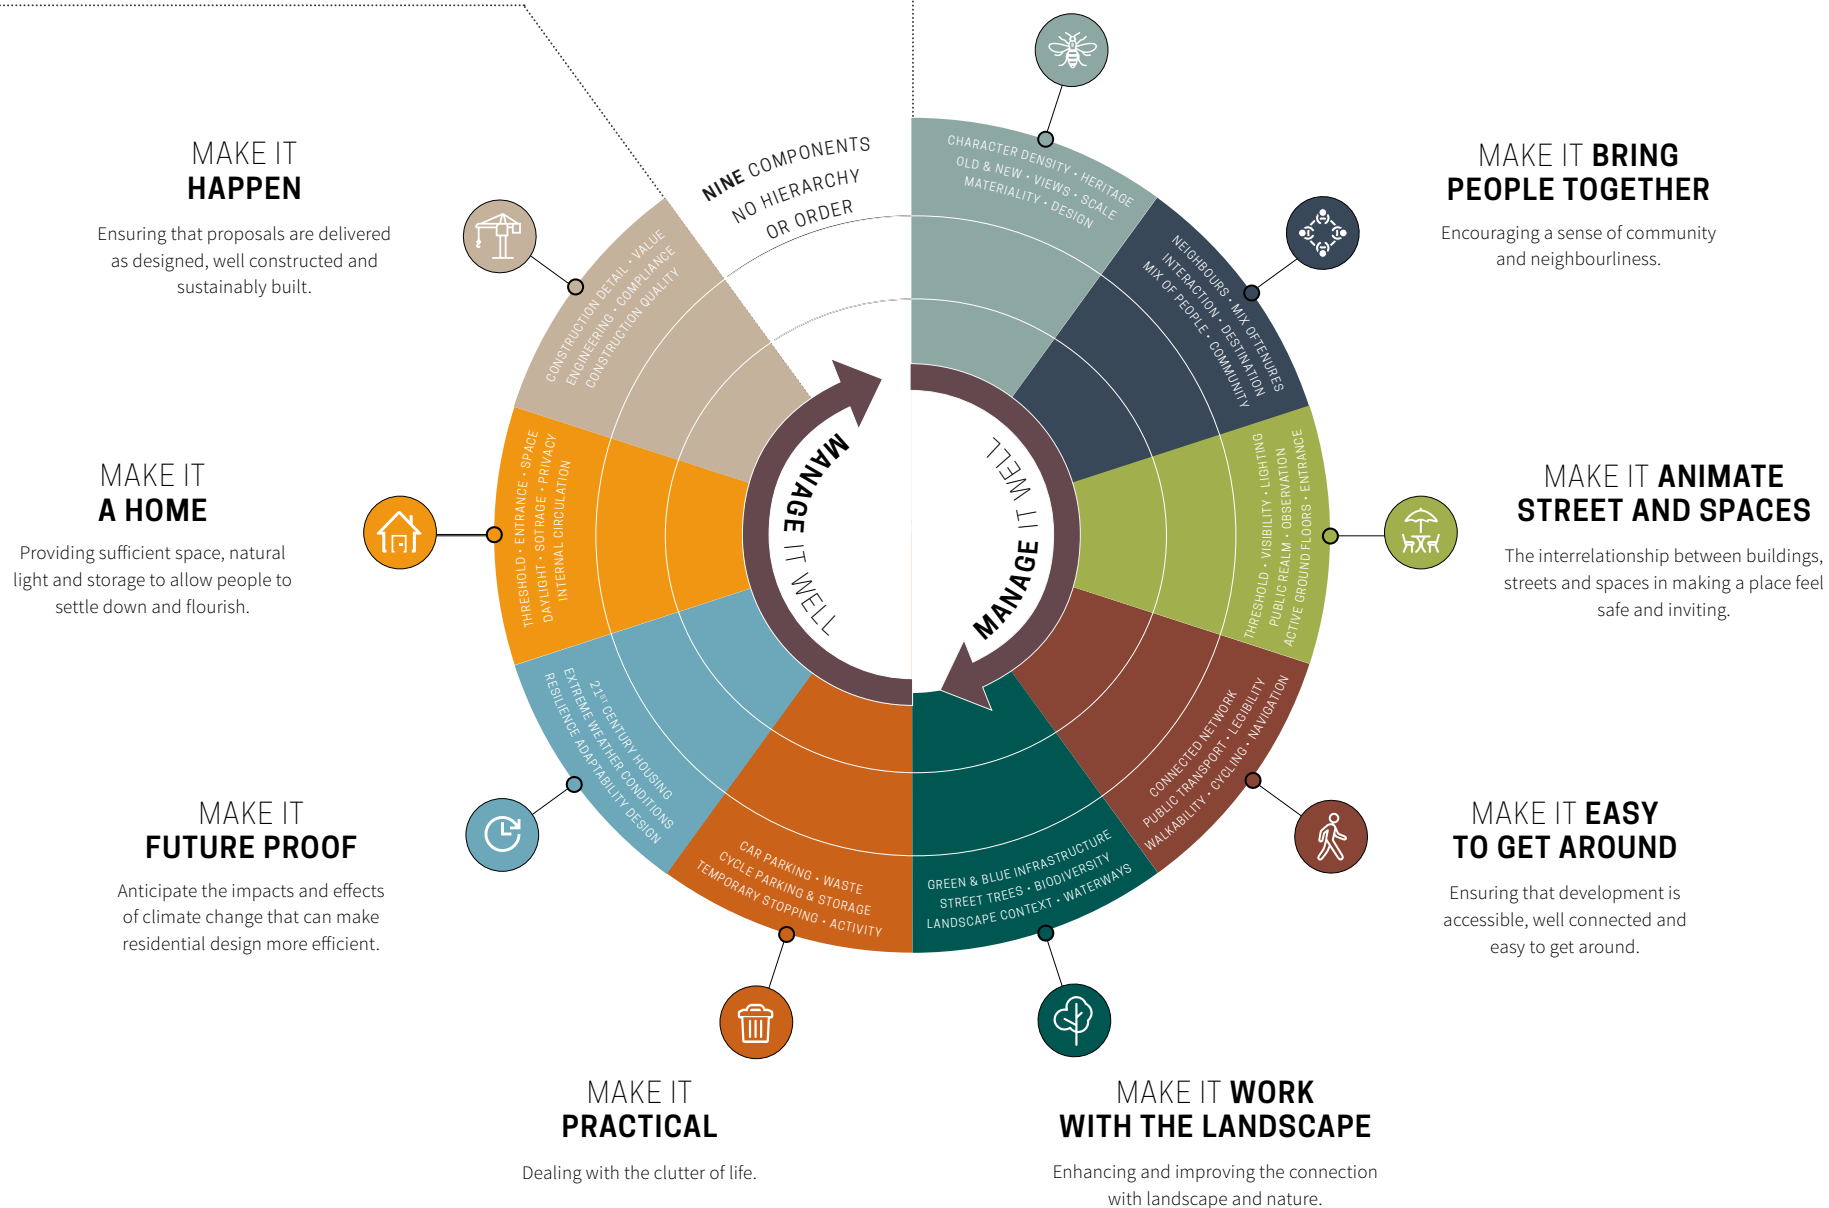 NINE COMPONENTS
NO HIERARCHY
OR ORDER
CHARACTER DENSITY • HERITAGE
OLD & NEW • VIEWS • SCALE
MATERIALITY • DESIGN
MAKE IT BRING
PEOPLE TOGETHER
Encouraging a sense of community
and neighbourliness.
NEIGHBOURS • MIX OFTENURES
INTERACTION • DESTINATION
MIX OF PEOPLE • COMMUNITY
MAKE IT ANIMATE
STREET AND SPACES
The interrelationship between buildings,
streets and spaces in making a place feel
safe and inviting.
THRESHOLD • VISIBILITY • LIGHTING
PUBLIC REALM • OBSERVATION
ACTIVE GROUND FLOORS • ENTRANCE
MAKE IT EASY
TO GET AROUND
Ensuring that development is
accessible, well connected and
easy to get around.
CONNECTED NETWORK
PUBLIC TRANSPORT • LEGIBILITY
WALKABILITY • CYCLING • NAVIGATION
MAKE IT WORK
WITH THE LANDSCAPE
Enhancing and improving the connection
with landscape and nature.
GREEN & BLUE INFRASTRUCTURE
STREET TREES • BIODIVERSITY
LANDSCAPE CONTEXT • WATERWAYS
MAKE IT
PRACTICAL
Dealing with the clutter of life.
CAR PARKING • WASTE
CYCLE PARKING & STORAGE
TEMPORARY STOPPING • ACTIVITY
MAKE IT
FUTURE PROOF
Anticipate the impacts and effects
of climate change that can make
residential design more efficient.
21ST CENTURY HOUSING
EXTREME WEATHER CONDITIONS
RESILIENCE ADAPTABILITY DESIGN
MAKE IT
A HOME
Providing sufficient space, natural
light and storage to allow people to
settle down and flourish.
THRESHOLD • ENTRANCE • SPACE
DAYLIGHT • SOTRAGE • PRIVACY
INTERNAL CIRCULATION
MAKE IT
HAPPEN
Ensuring that proposals are delivered
as designed, well constructed and
sustainably built.
CONSTRUCTION DETAIL • VALUE
ENGINEERING • COMPLIANCE
CONSTRUCTION QUALITY
MANAGE IT WELL
MANAGE IT WELL